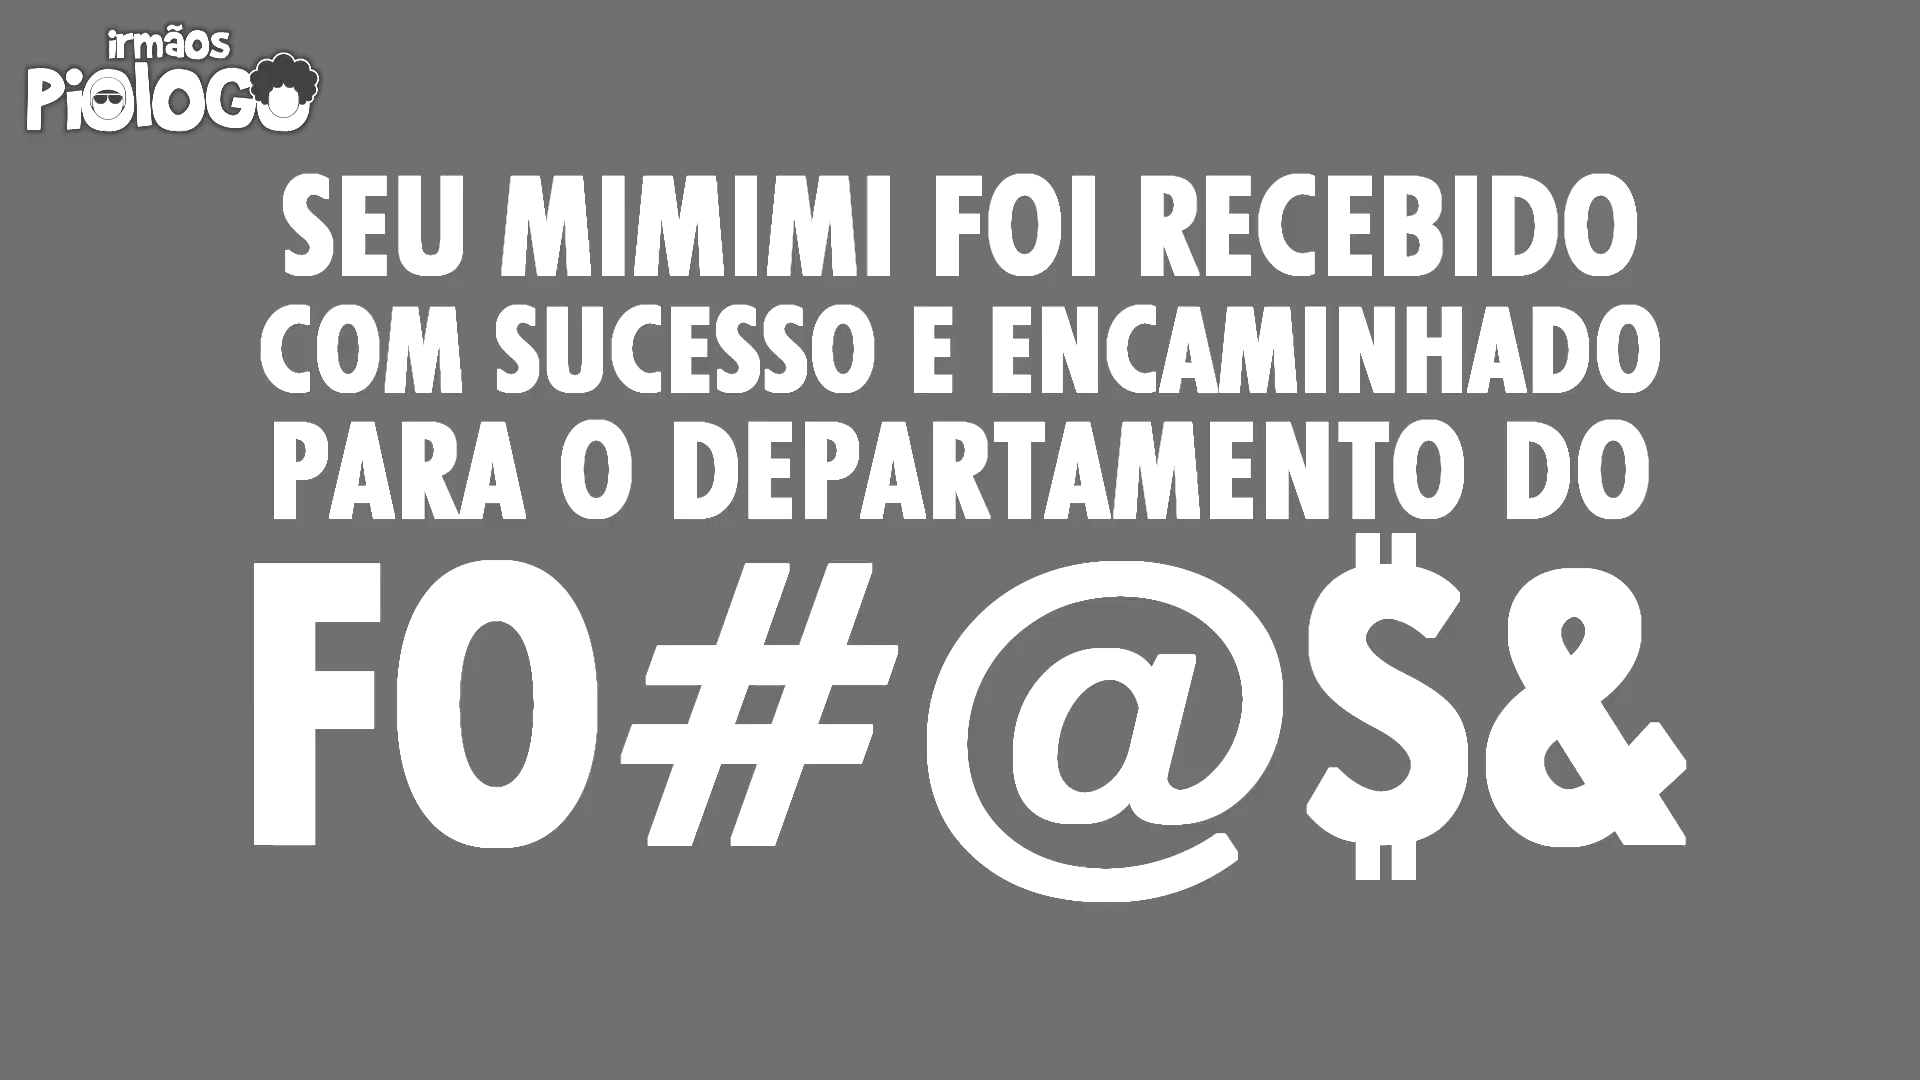 irmãos
PiOLOGO
SEU MIMIMI FOI RECEBIDO
COM SUCESSO E ENCAMINHADO
PARA O DEPARTAMENTO DO
FO#@$&